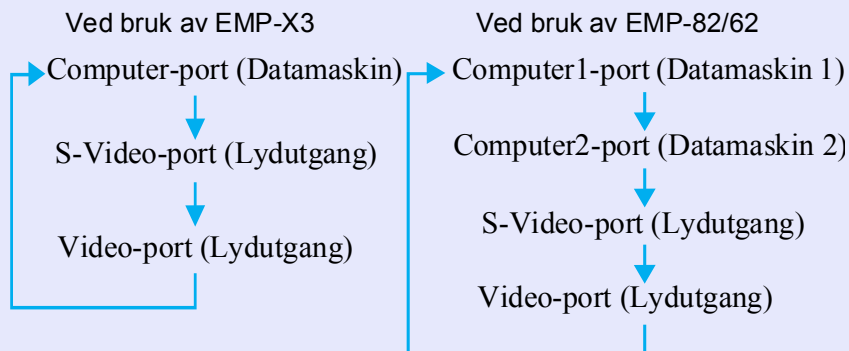 Ved bruk av EMP-X3
Computer-port (Datamaskin)
S-Video-port (Lydutgang)
Video-port (Lydutgang)
Ved bruk av EMP-82/62
Computer1-port (Datamaskin 1)
Computer2-port (Datamaskin 2)
S-Video-port (Lydutgang)
Video-port (Lydutgang)